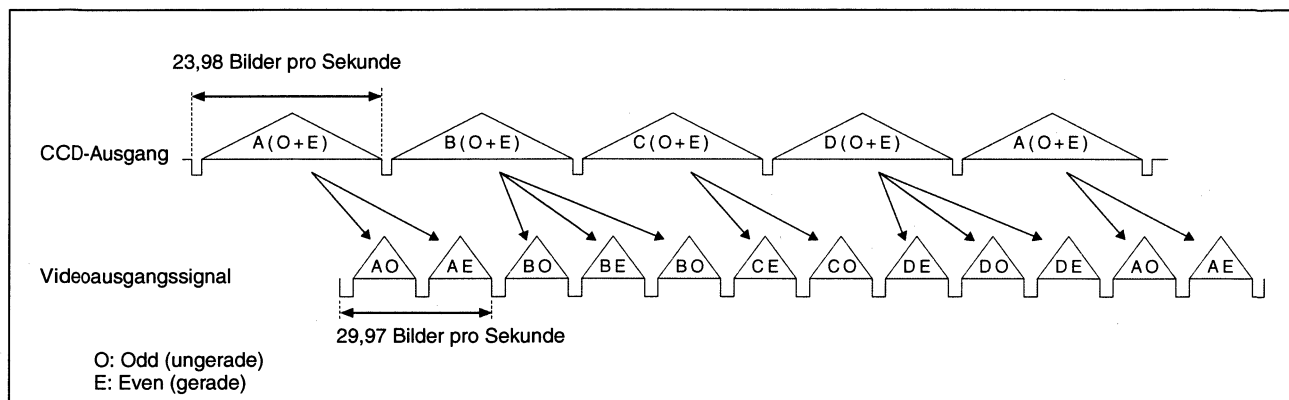 23,98 Bilder pro Sekunde
CCD-Ausgang
A (O + E) B (O + E) C (O + E) D (O + E) A (O + E)
Videoausgangssignal
AO AE BO BE BO CE CO DE DO DE AO AE
29,97 Bilder pro Sekunde
O: Odd (ungerade)
E: Even (gerade)